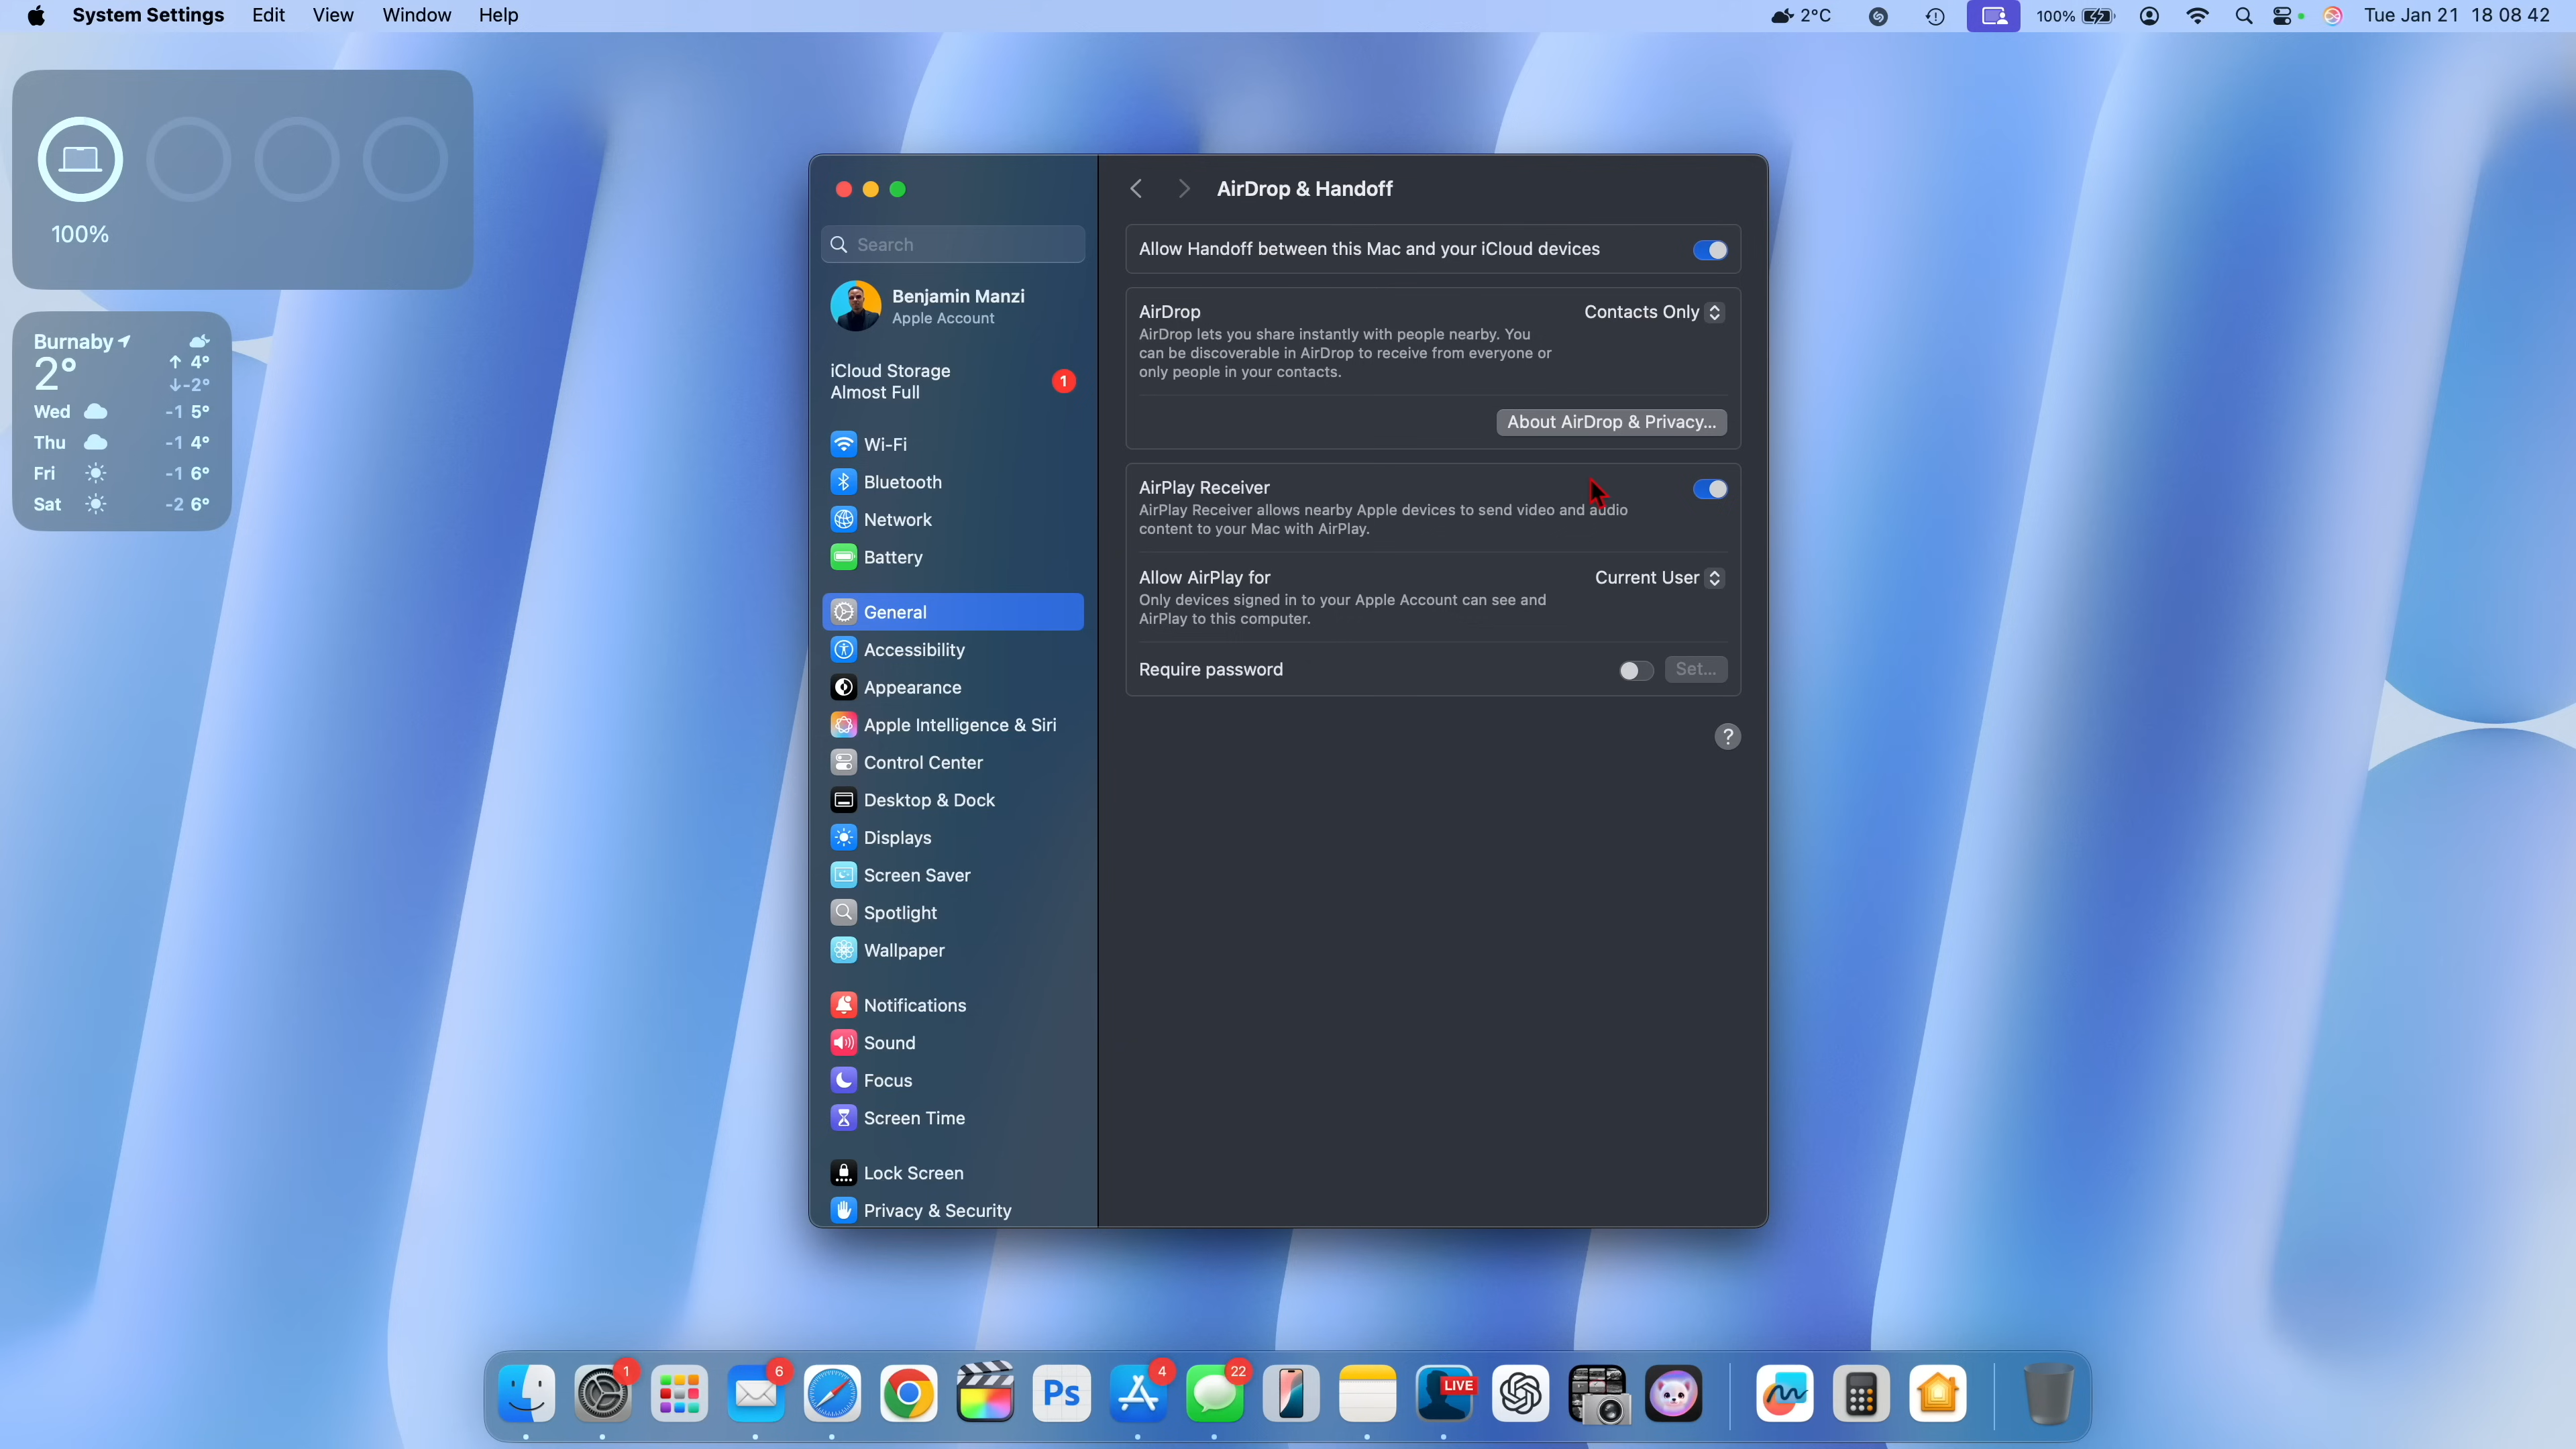 System Settings Edit View Window Help
2°C 100% Tue Jan 21 18 08 42
100%
Burnaby
2° 4°
-2°
Wed -1 5°
Thu -1 4°
Fri -1 6°
Sat -2 6°
Search
Benjamin Manzi
Apple Account
iCloud Storage
Almost Full
1
Wi-Fi
Bluetooth
Network
Battery
General
Accessibility
Appearance
Apple Intelligence & Siri
Control Center
Desktop & Dock
Displays
Screen Saver
Spotlight
Wallpaper
Notifications
Sound
Focus
Screen Time
Lock Screen
Privacy & Security
AirDrop & Handoff
Allow Handoff between this Mac and your iCloud devices
AirDrop Contacts Only
AirDrop lets you share instantly with people nearby. You
can be discoverable in AirDrop to receive from everyone or
only people in your contacts.
About AirDrop & Privacy...
AirPlay Receiver
AirPlay Receiver allows nearby Apple devices to send video and audio
content to your Mac with AirPlay.
Allow AirPlay for Current User
Only devices signed in to your Apple Account can see and
AirPlay to this computer.
Require password Set...
?
1 6 Ps 4 22 LIVE